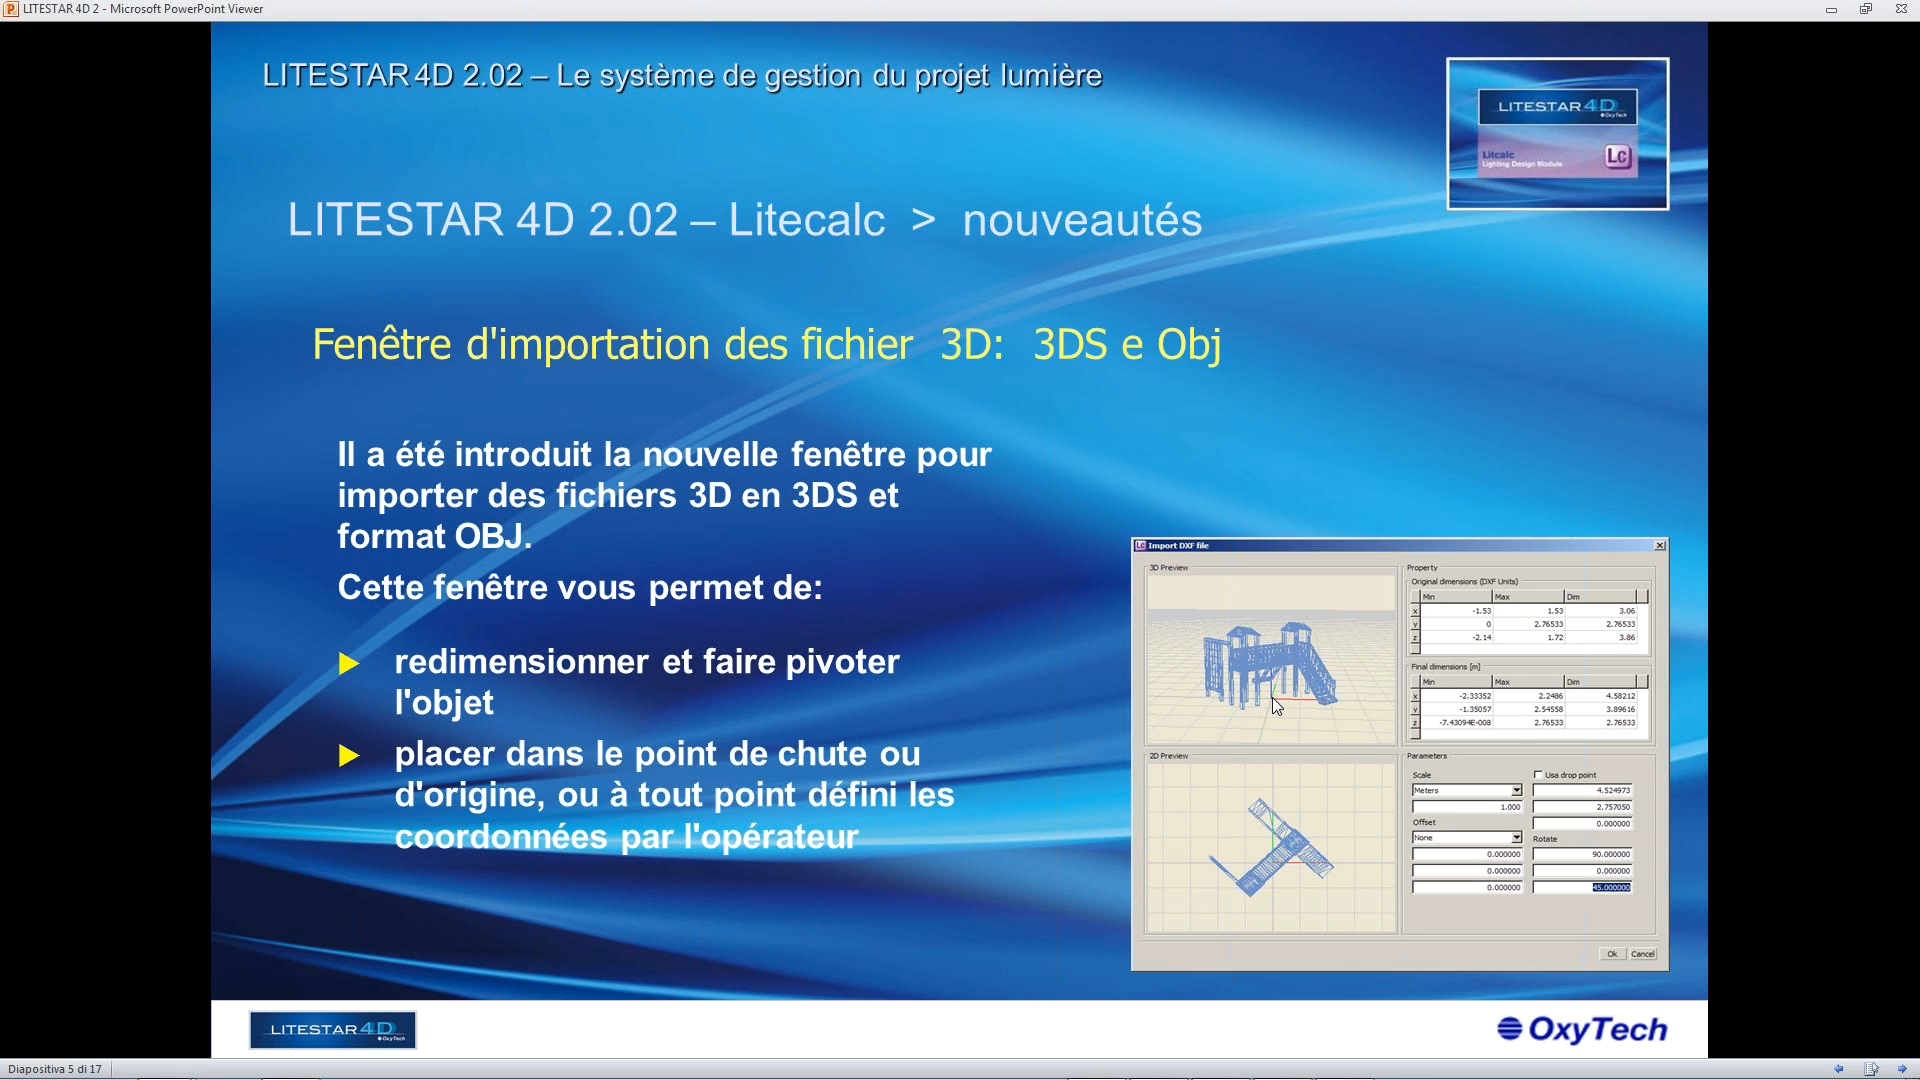 LITESTAR 4D 2 - Microsoft PowerPoint Viewer
LITESTAR 4D 2.02 – Le système de gestion du projet lumière
LITESTAR 4D
OxyTech
Litcalc
Lighting Design Module
Lc
LITESTAR 4D 2.02 – Litecalc > nouveautés
Fenêtre d'importation des fichier 3D: 3DS e Obj
Il a été introduit la nouvelle fenêtre pour
importer des fichiers 3D en 3DS et
format OBJ.
Cette fenêtre vous permet de:
redimensionner et faire pivoter
l'objet
placer dans le point de chute ou
d'origine, ou à tout point défini les
coordonnées par l'opérateur
Lc Import DXF file
3D Preview
Property
Original dimensions (DXF Units)
Min Max Dim
x -1.53 1.53 3.06
y 0 2.76533 2.76533
z -2.14 1.72 3.86
Final dimensions [m]
Min Max Dim
x -2.33352 2.2486 4.58212
y -1.35057 2.54558 3.89616
z -7.43094E-008 2.76533 2.76533
2D Preview
Parameters
Scale Use drop point
Meters 4.524973
1.000 2.757050
Offset 0.000000
None Rotate
0.000000 90.000000
0.000000 0.000000
0.000000 45.000000
Ok Cancel
LITESTAR 4D
OxyTech
OxyTech
Diapositiva 5 di 17